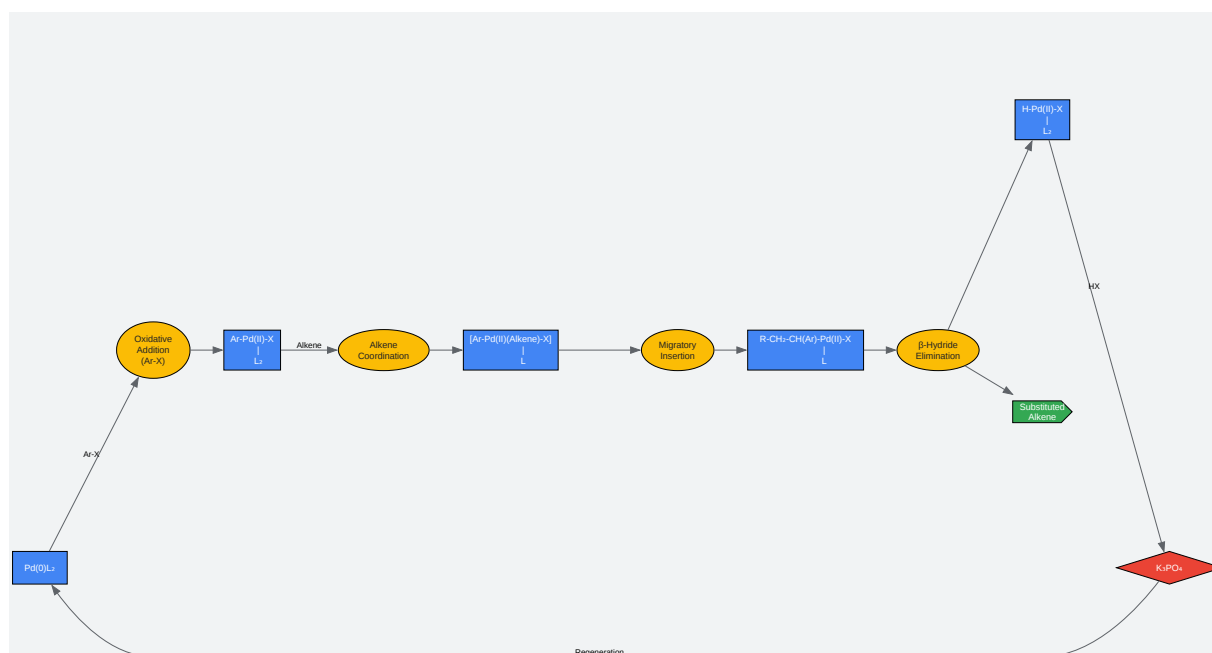 H-Pd(II)-X
|
L₂
HX
Oxidative
Addition
(Ar-X)
Ar-Pd(II)-X
|
L₂
Alkene
Alkene
Coordination
[Ar-Pd(II)(Alkene)-X]
|
L
Migratory
Insertion
R-CH₂-CH(Ar)-Pd(II)-X
|
L
β-Hydride
Elimination
Substituted
Alkene
Ar-X
Pd(0)L₂
K₃PO₄
Regeneration